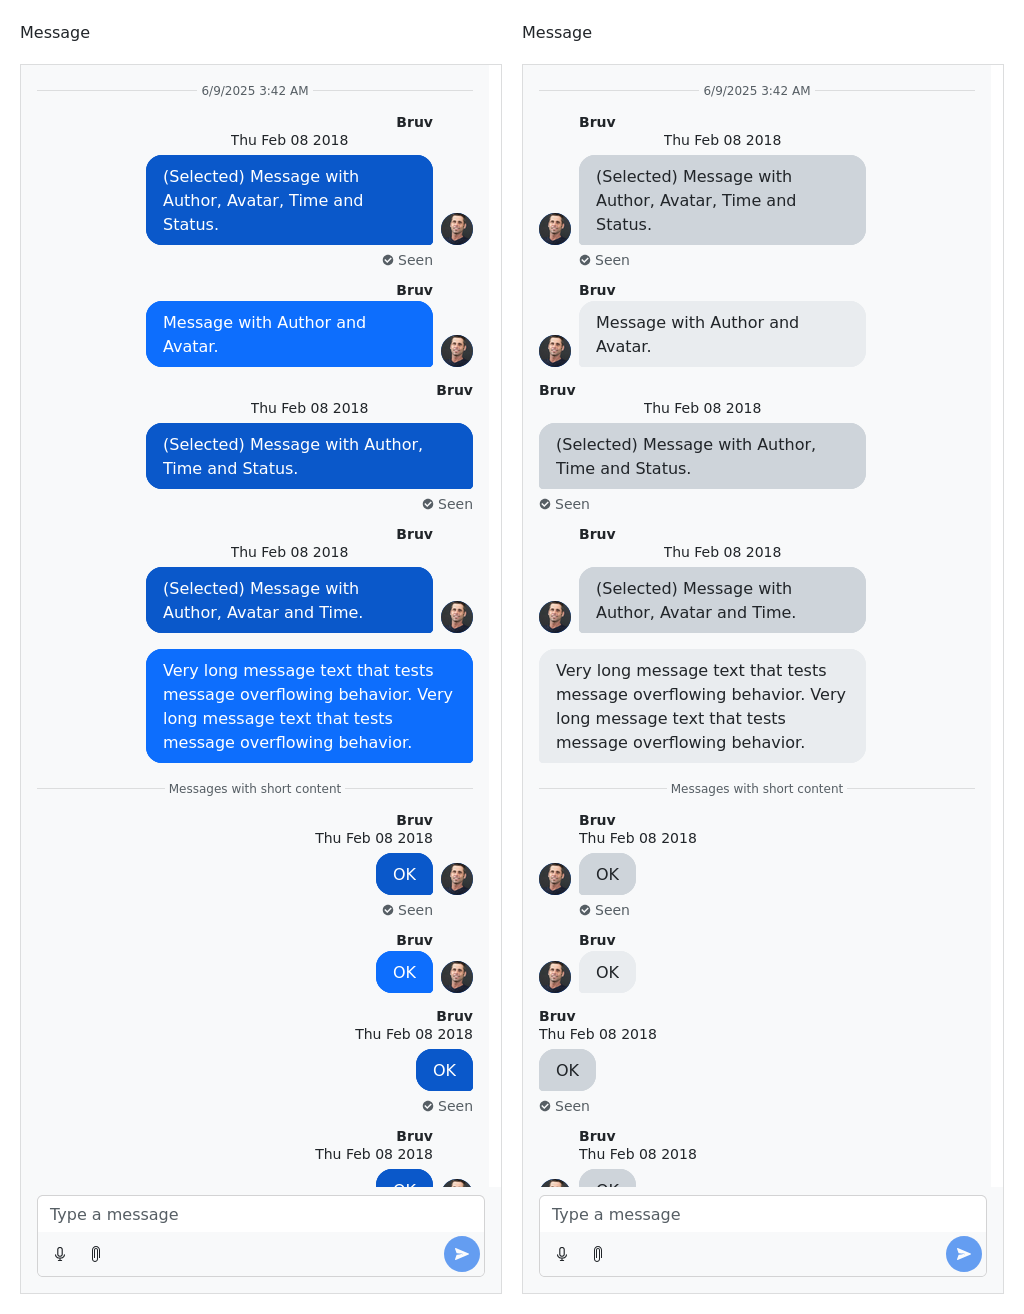 Message
6/9/2025 3:42 AM
Bruv
Thu Feb 08 2018
(Selected) Message with
Author, Avatar, Time and
Status.
Seen
Bruv
Message with Author and
Avatar.
Bruv
Thu Feb 08 2018
(Selected) Message with Author,
Time and Status.
Seen
Bruv
Thu Feb 08 2018
(Selected) Message with
Author, Avatar and Time.
Very long message text that tests
message overflowing behavior. Very
long message text that tests
message overflowing behavior.
Messages with short content
Bruv
Thu Feb 08 2018
OK
Seen
Bruv
OK
Bruv
Thu Feb 08 2018
OK
Seen
Bruv
Thu Feb 08 2018
OK
Type a message
Message
6/9/2025 3:42 AM
Bruv
Thu Feb 08 2018
(Selected) Message with
Author, Avatar, Time and
Status.
Seen
Bruv
Message with Author and
Avatar.
Bruv
Thu Feb 08 2018
(Selected) Message with Author,
Time and Status.
Seen
Bruv
Thu Feb 08 2018
(Selected) Message with
Author, Avatar and Time.
Very long message text that tests
message overflowing behavior. Very
long message text that tests
message overflowing behavior.
Messages with short content
Bruv
Thu Feb 08 2018
OK
Seen
Bruv
OK
Bruv
Thu Feb 08 2018
OK
Seen
Bruv
Thu Feb 08 2018
OK
Type a message